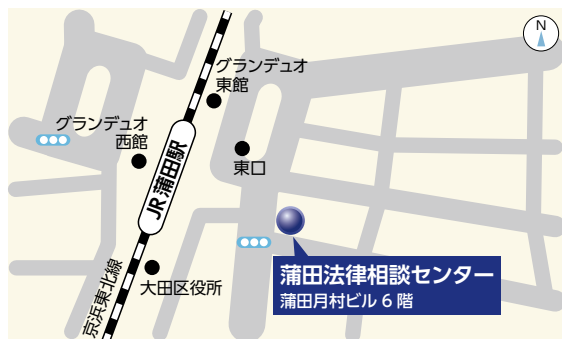 N
グランデュオ
東館
グランデュオ
西館
JR蒲田駅
東口
蒲田法律相談センター
蒲田月村ビル6階
大田区役所
京浜東北線